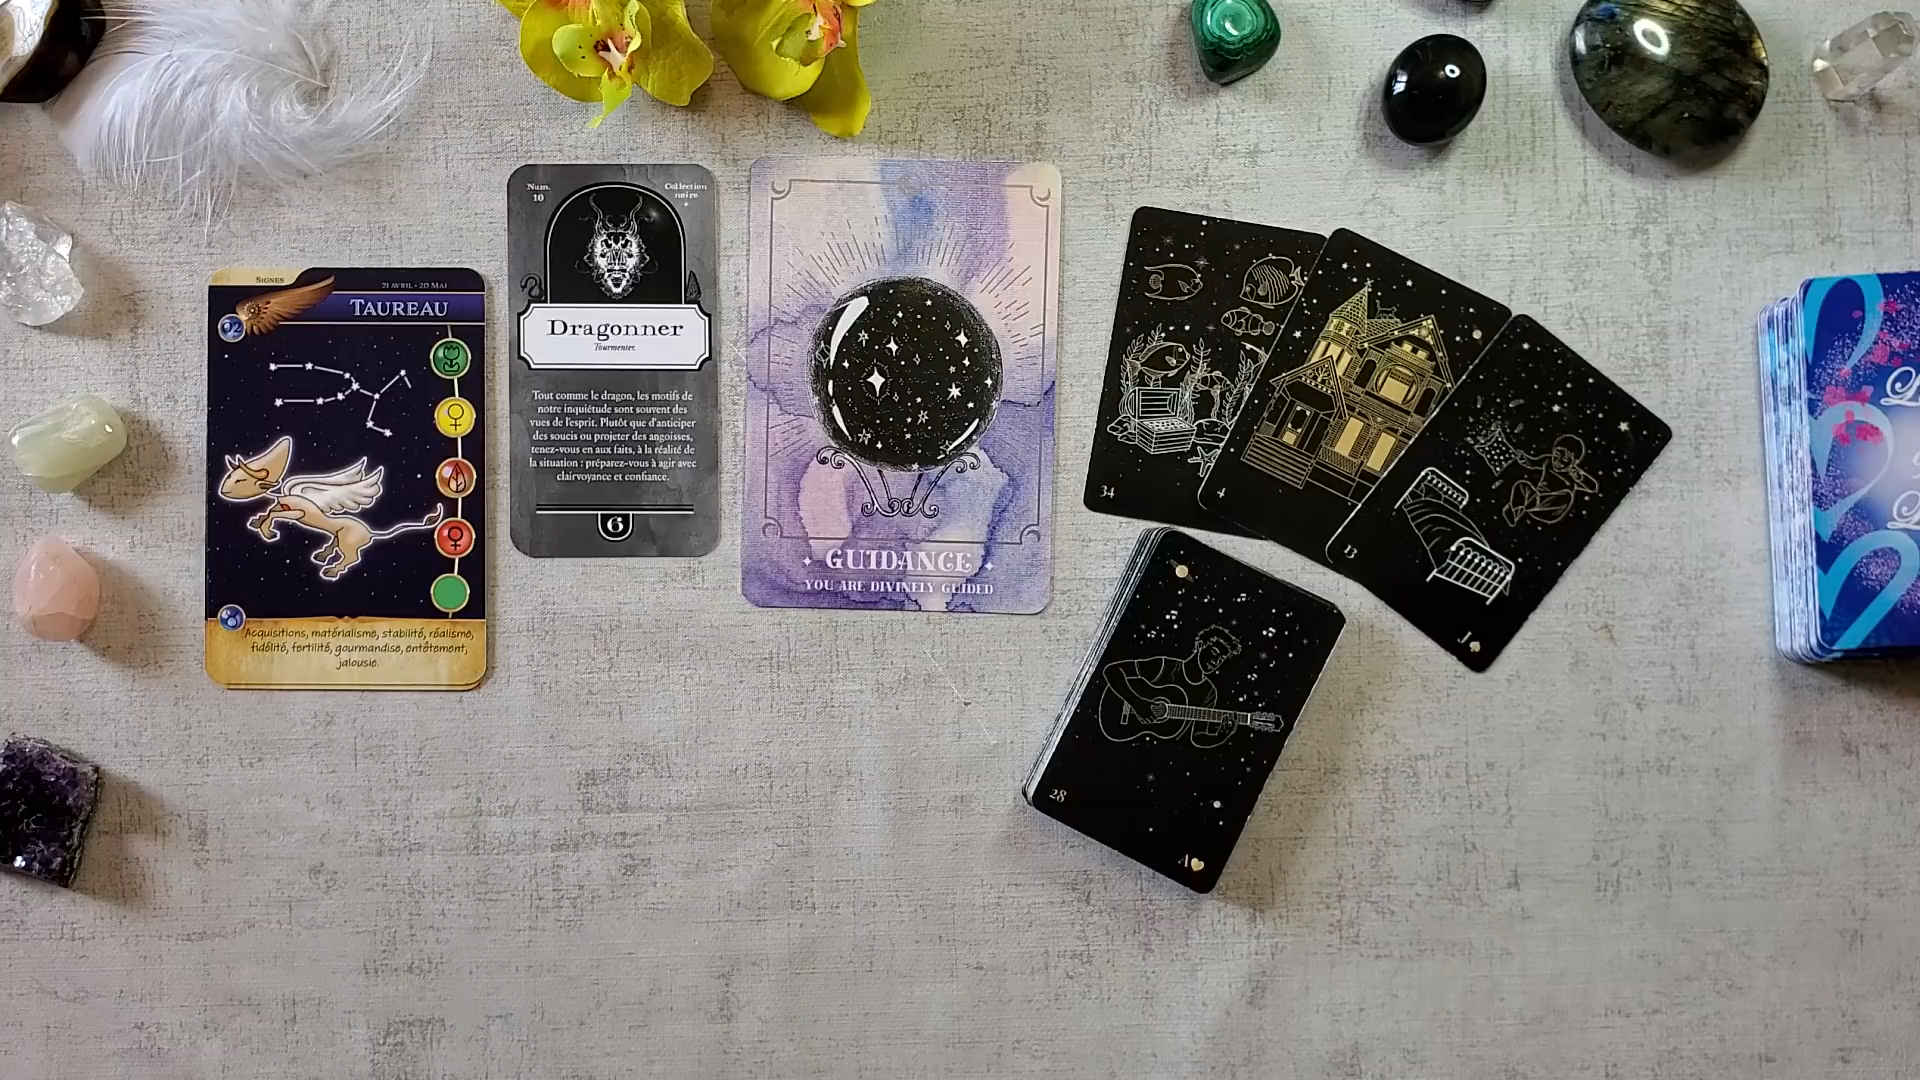 SIGNES
21 AVRIL - 20 MAI
02
TAUREAU
Acquisitions, matérialisme, stabilité, réalisme,
fidélité, fertilité, gourmandise, entêtement,
jalousie.
Num.
10
Collection
noire
Dragonner
Tourmenter.
Tout comme le dragon, les motifs de
notre inquiétude sont souvent des
vues de l'esprit. Plutôt que d'anticiper
des soucis ou projeter des angoisses,
tenez-vous en aux faits, à la réalité de
la situation : préparez-vous à agir avec
clairvoyance et confiance.
6
GUIDANCE
YOU ARE DIVINELY GUIDED
34
4
13
J♠
28
A♥